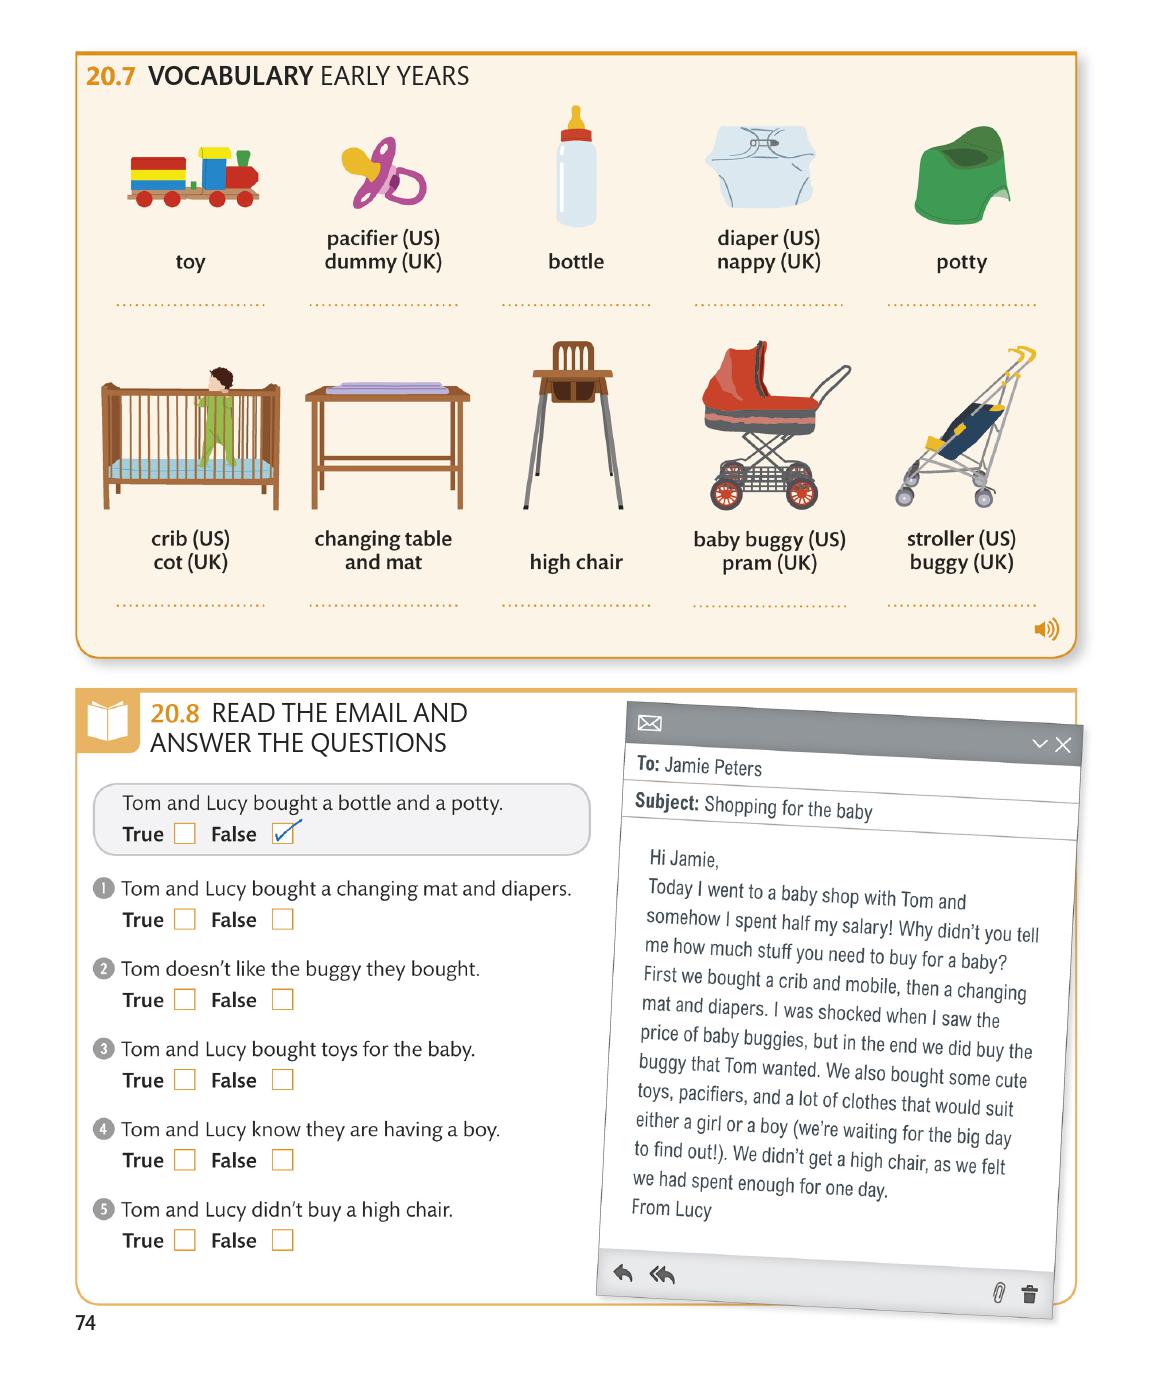 20.7 VOCABULARY EARLY YEARS
toy
pacifier (US)
dummy (UK)
bottle
diaper (US)
nappy (UK)
potty
crib (US)
cot (UK)
changing table
and mat
high chair
baby buggy (US)
pram (UK)
stroller (US)
buggy (UK)
20.8 READ THE EMAIL AND
ANSWER THE QUESTIONS
Tom and Lucy bought a bottle and a potty.
True False
1 Tom and Lucy bought a changing mat and diapers.
True False
2 Tom doesn't like the buggy they bought.
True False
3 Tom and Lucy bought toys for the baby.
True False
4 Tom and Lucy know they are having a boy.
True False
5 Tom and Lucy didn't buy a high chair.
True False
To: Jamie Peters
Subject: Shopping for the baby
Hi Jamie,
Today I went to a baby shop with Tom and
somehow I spent half my salary! Why didn't you tell
me how much stuff you need to buy for a baby?
First we bought a crib and mobile, then a changing
mat and diapers. I was shocked when I saw the
price of baby buggies, but in the end we did buy the
buggy that Tom wanted. We also bought some cute
toys, pacifiers, and a lot of clothes that would suit
either a girl or a boy (we're waiting for the big day
to find out!). We didn't get a high chair, as we felt
we had spent enough for one day.
From Lucy
74